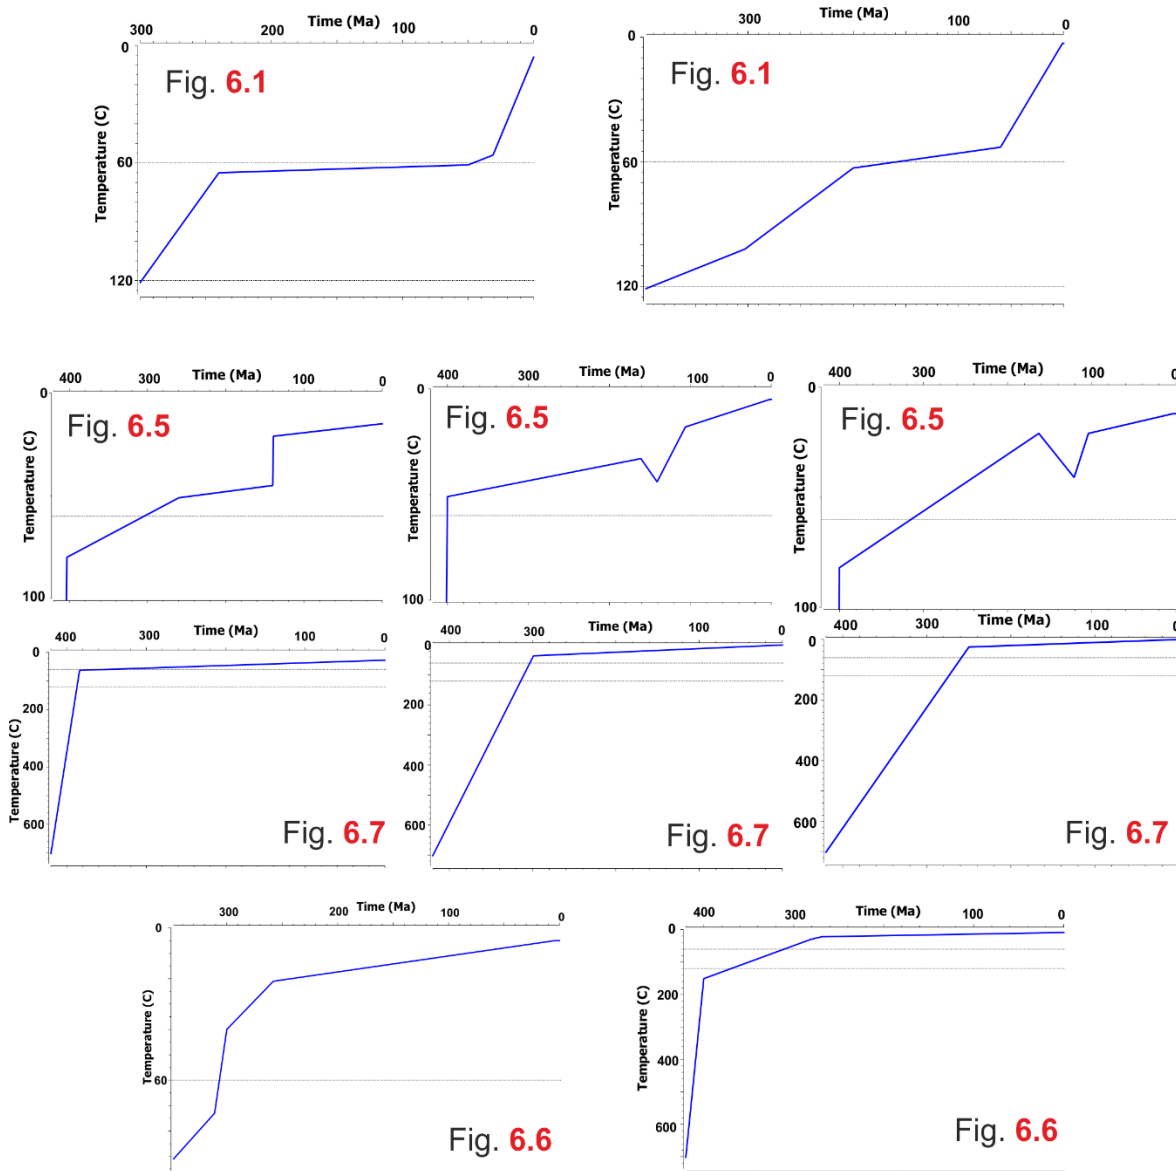 Time (Ma)
300 200 100 0
0
Fig. 6.1
60
120
Temperature (C)
Time (Ma)
300 100 0
0
Fig. 6.1
60
120
Temperature (C)
Time (Ma)
400 300 100 0
0
Fig. 6.5
100
Temperature (C)
Time (Ma)
400 300 100 0
0
Fig. 6.5
100
Temperature (C)
Time (Ma)
400 300 100 0
0
Fig. 6.5
100
Temperature (C)
Time (Ma)
400 300 100 0
0
200
400
600
Temperature (C)
Fig. 6.7
Time (Ma)
400 300 100 0
0
200
400
600
Temperature (C)
Fig. 6.7
Time (Ma)
400 300 100 0
0
200
400
600
Temperature (C)
Fig. 6.7
Time (Ma)
300 200 100 0
0
60
Temperature (C)
Fig. 6.6
Time (Ma)
400 300 100 0
0
200
400
600
Temperature (C)
Fig. 6.6